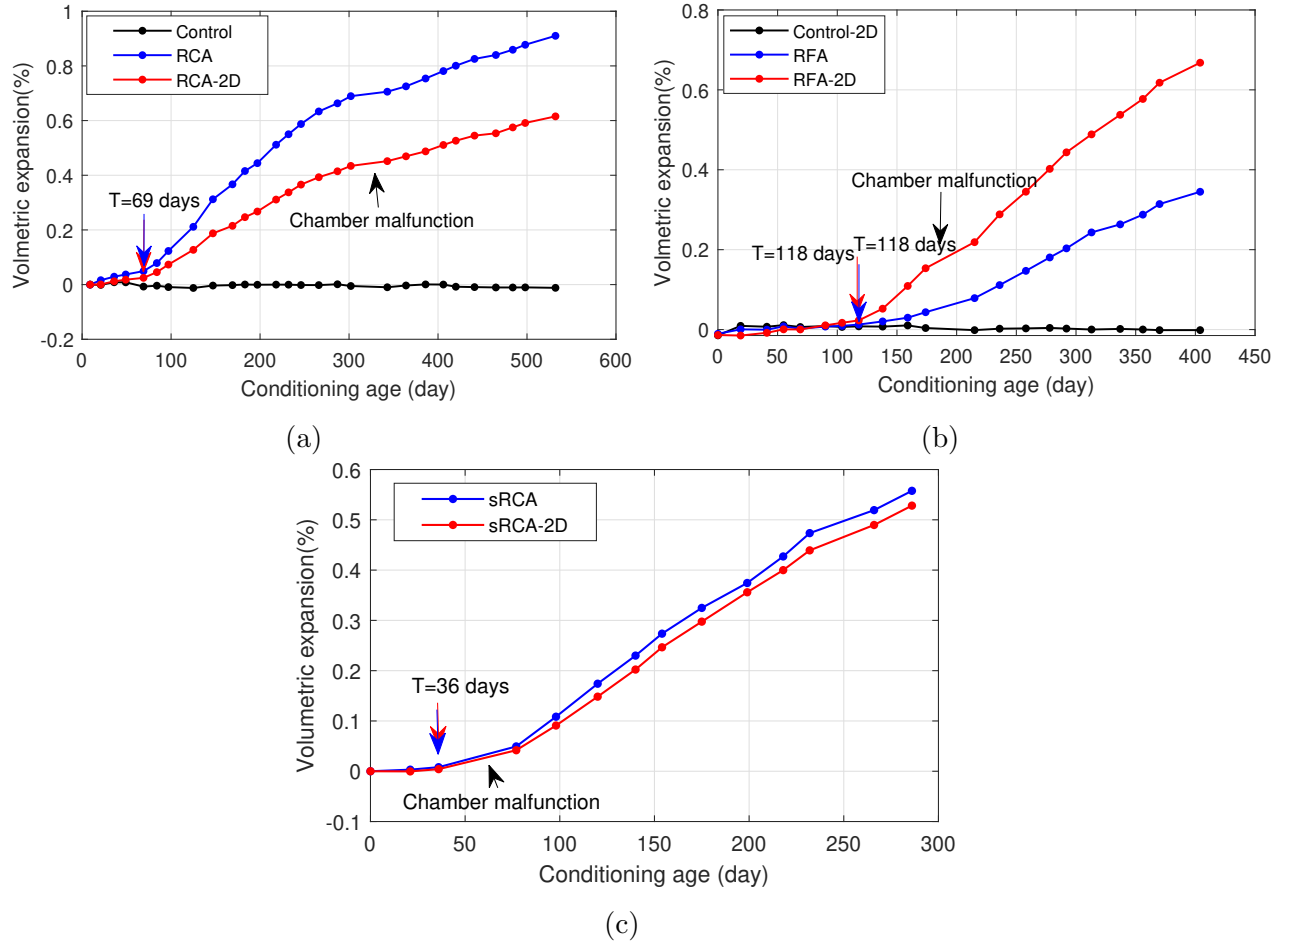 (a)
Volmetric expansion(%)
1
0.8
0.6
0.4
0.2
0
-0.2
Control
RCA
RCA-2D
T=69 days
Chamber malfunction
0 100 200 300 400 500 600
Conditioning age (day)
(a)
Volmetric expansion(%)
0.8
0.6
0.4
0.2
0
Control-2D
RFA
RFA-2D
Chamber malfunction
T=118 days
T=118 days
0 50 100 150 200 250 300 350 400 450
Conditioning age (day)
(b)
Volumetric expansion(%)
0.6
0.5
0.4
0.3
0.2
0.1
0
-0.1
sRCA
sRCA-2D
T=36 days
Chamber malfunction
0 50 100 150 200 250 300
Conditioning age (day)
(c)